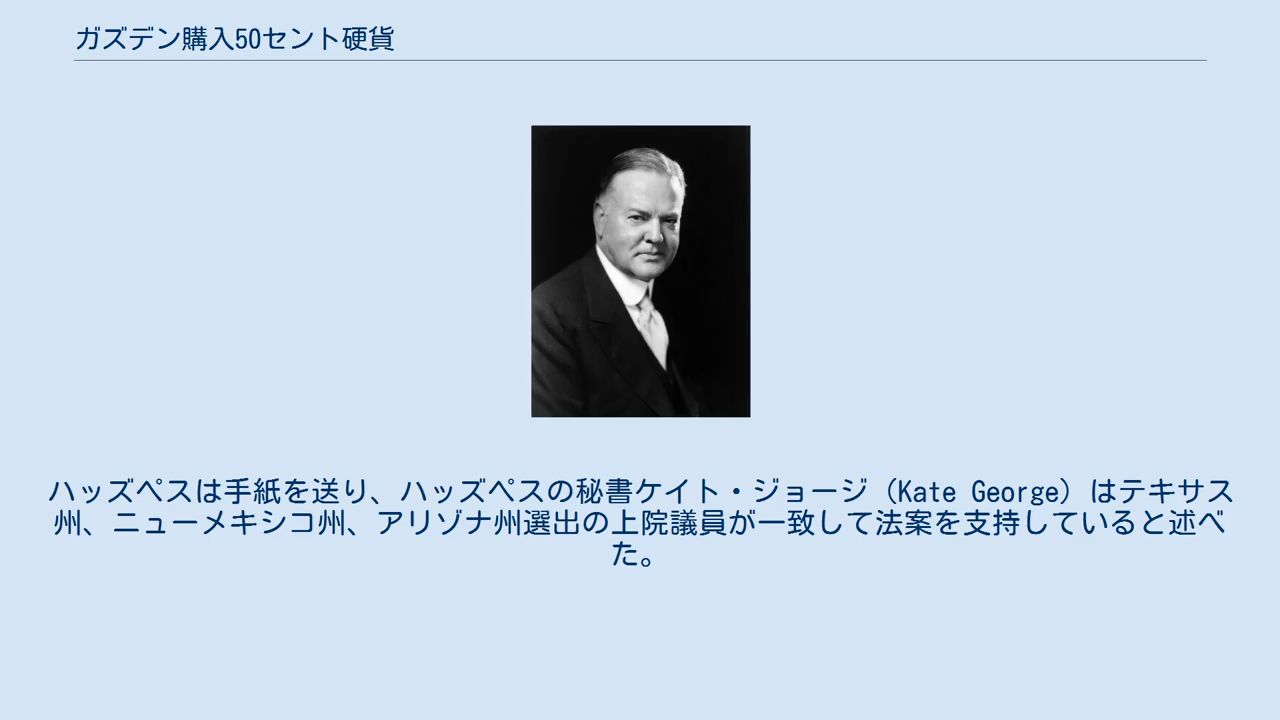 ガズデン購入50セント硬貨
ハッズペスは手紙を送り、ハッズペスの秘書ケイト・ジョージ（Kate George）はテキサス
州、ニューメキシコ州、アリゾナ州選出の上院議員が一致して法案を支持していると述べ
た。